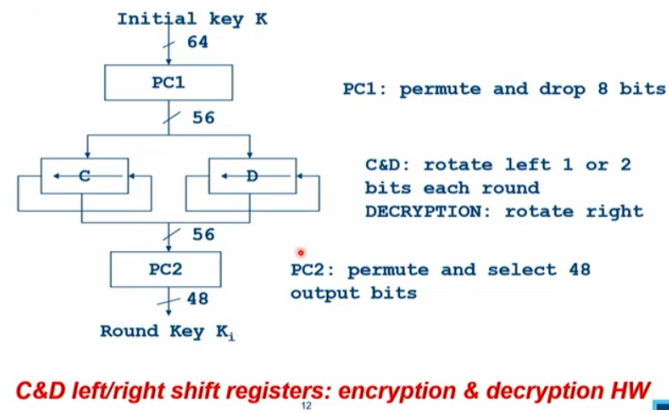 Initial key K
64
PC1
PC1: permute and drop 8 bits
56
C
D
C&D: rotate left 1 or 2
bits each round
DECRYPTION: rotate right
56
PC2
PC2: permute and select 48
output bits
48
Round Key Ki
C&D left/right shift registers: encryption & decryption HW
12